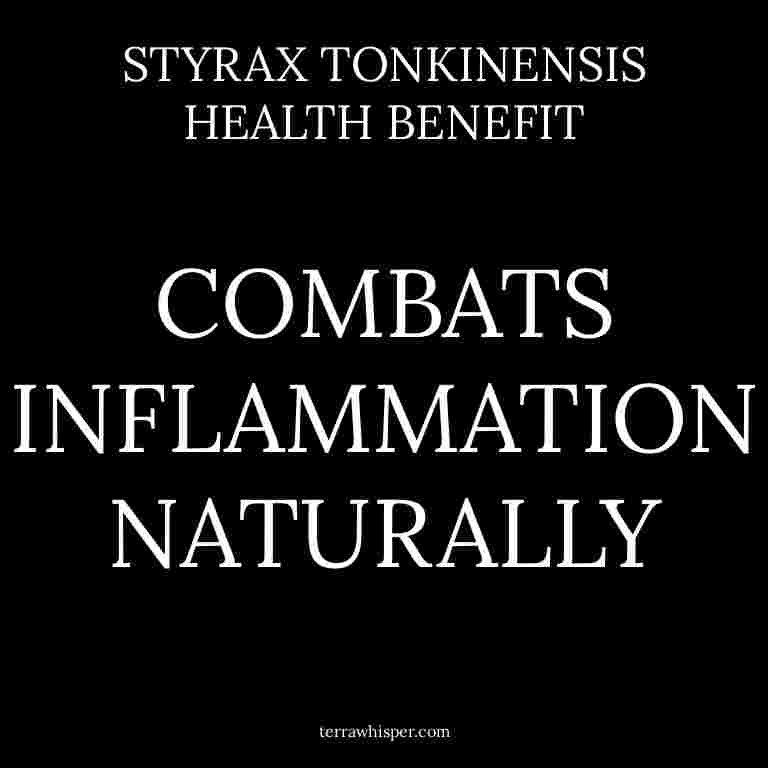 STYRAX TONKINENSIS
HEALTH BENEFIT
COMBATS
INFLAMMATION
NATURALLY
terrawhisper.com